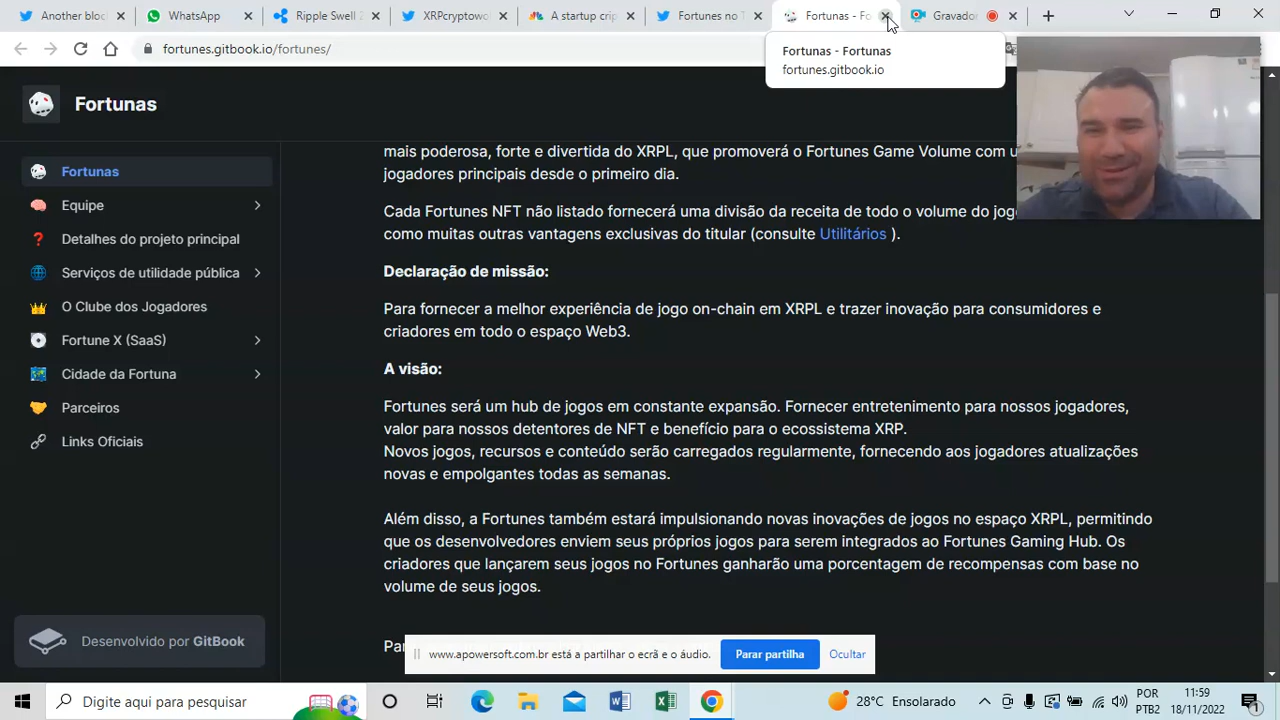 Another bloc
WhatsApp
Ripple Swell 2
XRPcryptowo
A startup crip
Fortunes no T
Fortunas - Fo
Gravador
fortunes.gitbook.io/fortunes/
Fortunas - Fortunas
fortunes.gitbook.io
Fortunas
Fortunas
Equipe
Detalhes do projeto principal
Serviços de utilidade pública
O Clube dos Jogadores
Fortune X (SaaS)
Cidade da Fortuna
Parceiros
Links Oficiais
Desenvolvido por GitBook
mais poderosa, forte e divertida do XRPL, que promoverá o Fortunes Game Volume com u
jogadores principais desde o primeiro dia.
Cada Fortunes NFT não listado fornecerá uma divisão da receita de todo o volume do jog
como muitas outras vantagens exclusivas do titular (consulte Utilitários ).
Declaração de missão:
Para fornecer a melhor experiência de jogo on-chain em XRPL e trazer inovação para consumidores e
criadores em todo o espaço Web3.
A visão:
Fortunes será um hub de jogos em constante expansão. Fornecer entretenimento para nossos jogadores,
valor para nossos detentores de NFT e benefício para o ecossistema XRP.
Novos jogos, recursos e conteúdo serão carregados regularmente, fornecendo aos jogadores atualizações
novas e empolgantes todas as semanas.
Além disso, a Fortunes também estará impulsionando novas inovações de jogos no espaço XRPL, permitindo
que os desenvolvedores enviem seus próprios jogos para serem integrados ao Fortunes Gaming Hub. Os
criadores que lançarem seus jogos no Fortunes ganharão uma porcentagem de recompensas com base no
volume de seus jogos.
Par
www.apowersoft.com.br está a partilhar o ecrã e o áudio.
Parar partilha
Ocultar
Digite aqui para pesquisar
28°C Ensolarado
POR
PTB2
11:59
18/11/2022
1